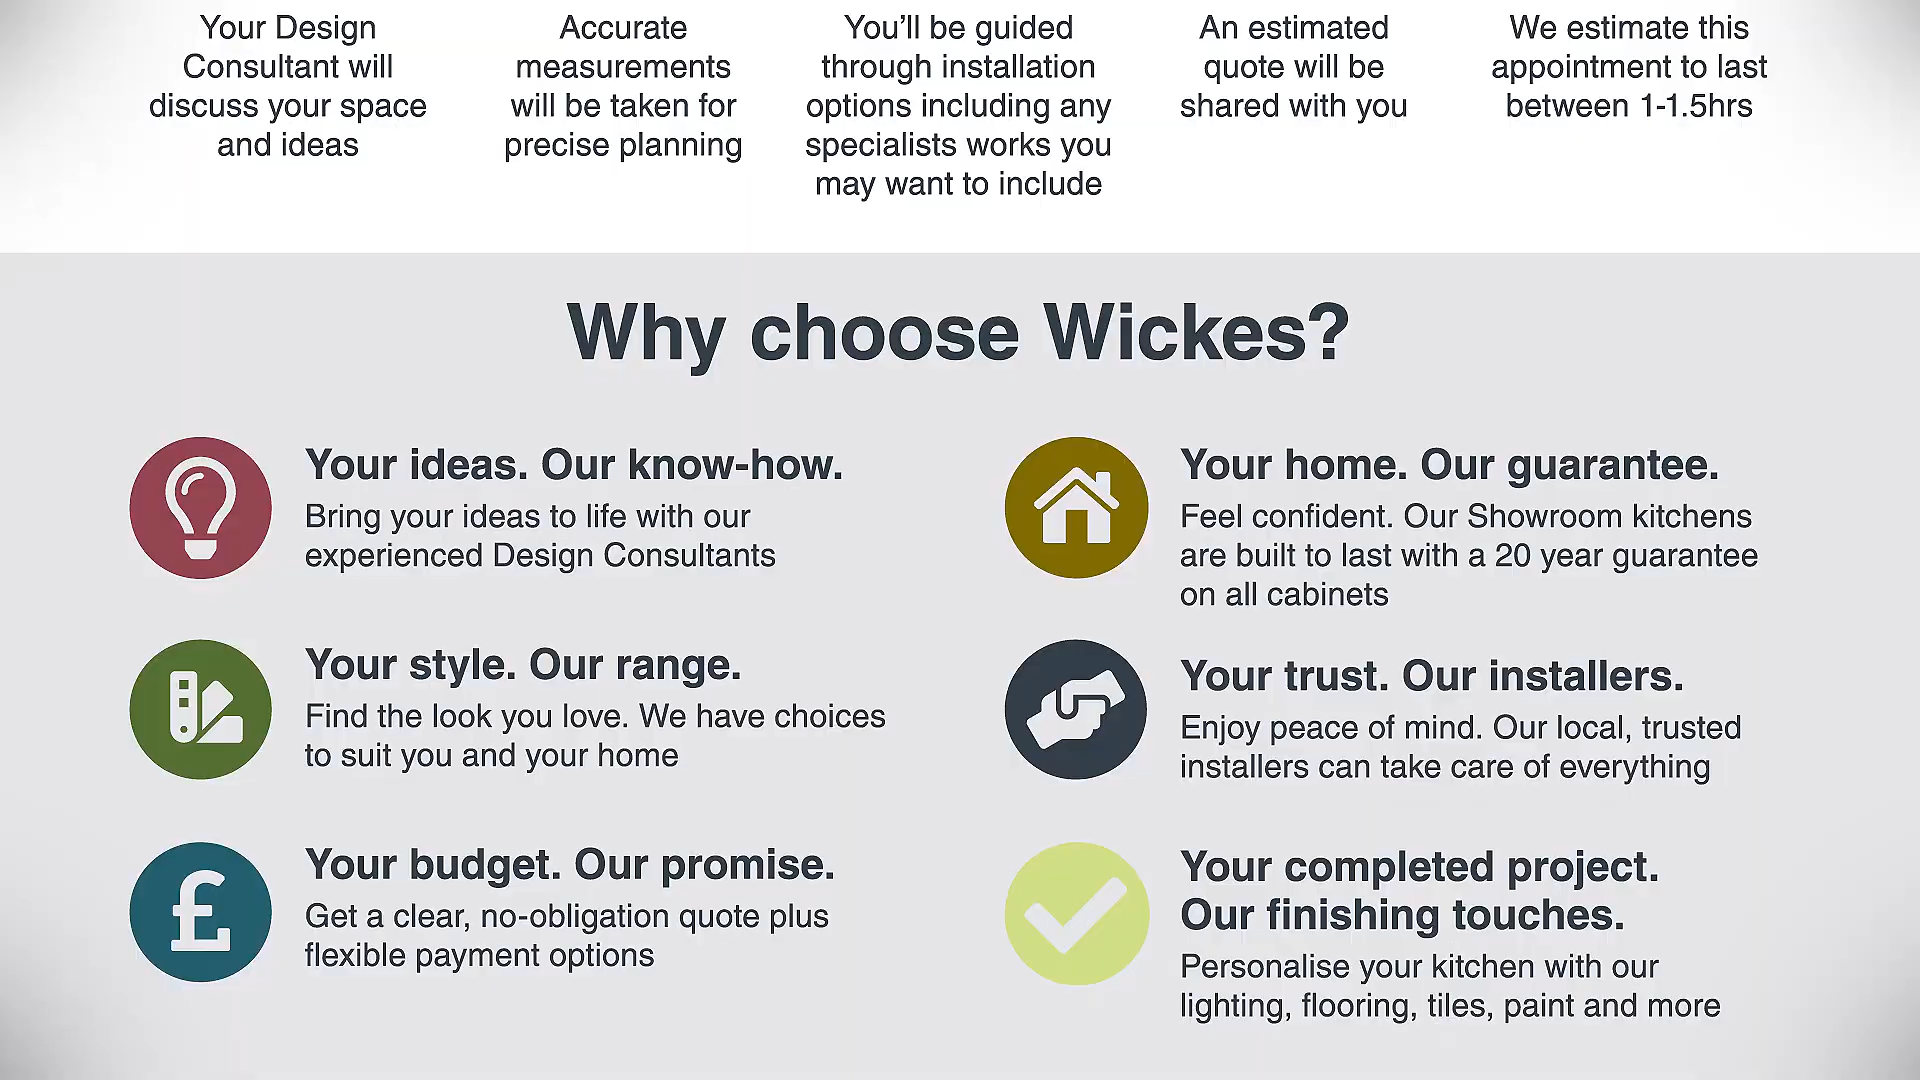 Your Design
Consultant will
discuss your space
and ideas
Accurate
measurements
will be taken for
precise planning
You’ll be guided
through installation
options including any
specialists works you
may want to include
An estimated
quote will be
shared with you
We estimate this
appointment to last
between 1-1.5hrs
Why choose Wickes?
Your ideas. Our know-how.
Bring your ideas to life with our
experienced Design Consultants
Your style. Our range.
Find the look you love. We have choices
to suit you and your home
£
Your budget. Our promise.
Get a clear, no-obligation quote plus
flexible payment options
Your home. Our guarantee.
Feel confident. Our Showroom kitchens
are built to last with a 20 year guarantee
on all cabinets
Your trust. Our installers.
Enjoy peace of mind. Our local, trusted
installers can take care of everything
Your completed project.
Our finishing touches.
Personalise your kitchen with our
lighting, flooring, tiles, paint and more